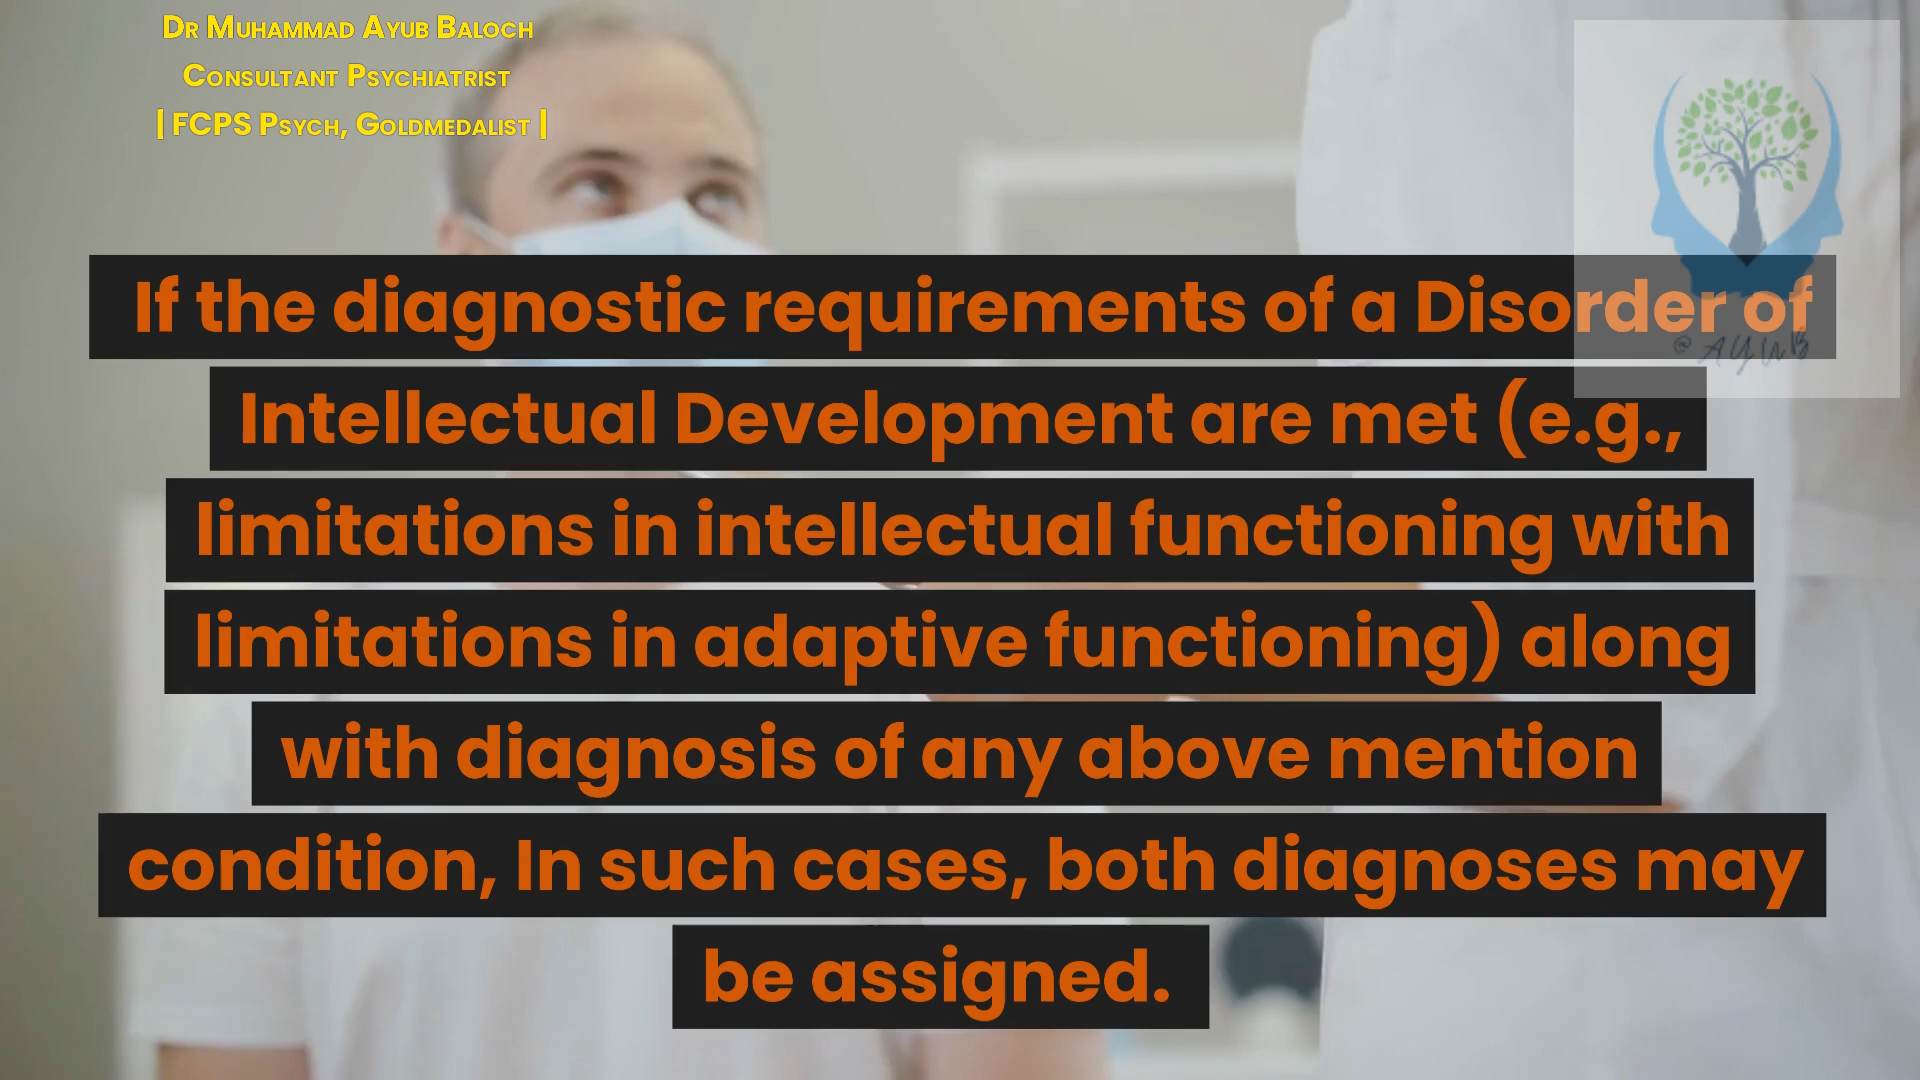 Dr Muhammad Ayub Baloch
Consultant Psychiatrist
| FCPS Psych, Goldmedalist |
If the diagnostic requirements of a Disorder of
Intellectual Development are met (e.g.,
limitations in intellectual functioning with
limitations in adaptive functioning) along
with diagnosis of any above mention
condition, In such cases, both diagnoses may
be assigned.
@ AYUB